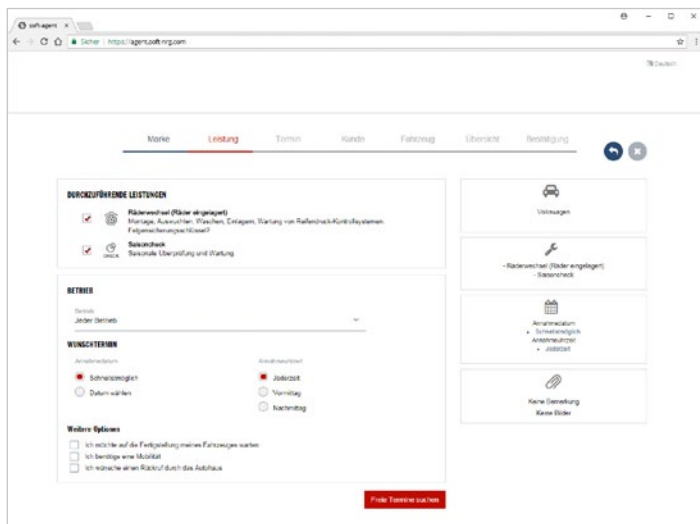 soft-agent
Sicher | https://agent.soft-nrg.com
Deutsch
Marke Leistung Termin Kunde Fahrzeug Übersicht Bestätigung
DURCHZUFÜHRENDE LEISTUNGEN
Räderwechsel (Räder eingelagert)
Montage, Auswuchten, Waschen, Einlagern, Wartung von Reifendruck-Kontrollsystemen.
Felgensicherungsschlüssel?
CHECK
Saisoncheck
Saisonale Überprüfung und Wartung
BETRIEB
Betrieb
Jeder Betrieb
WUNSCHTERMIN
Annahmedatum Annahmeuhrzeit
Schnellstmöglich Jederzeit
Datum wählen Vormittag
Nachmittag
Weitere Optionen
Ich möchte auf die Fertigstellung meines Fahrzeuges warten
Ich benötige eine Mobilität
Ich wünsche einen Rückruf durch das Autohaus
Freie Termine suchen
Volkswagen
- Räderwechsel (Räder eingelagert)
- Saisoncheck
Annahmedatum
• Schnellstmöglich
Annahmeuhrzeit
• Jederzeit
Keine Bemerkung
Keine Bilder